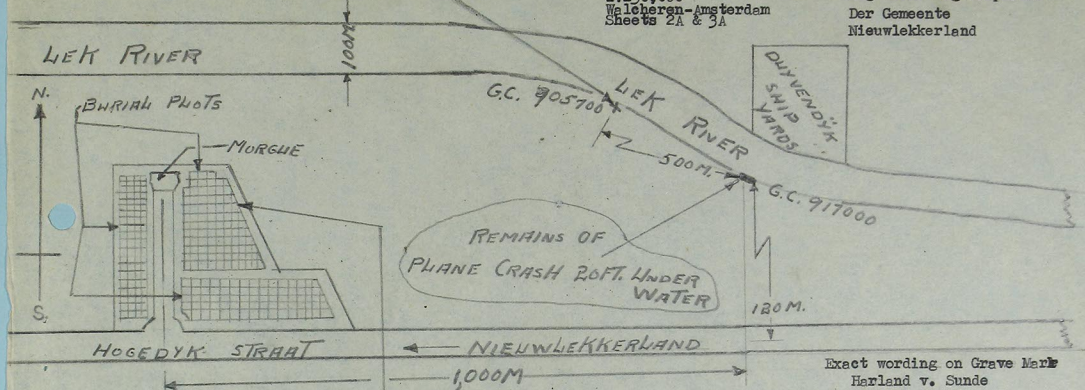 Walcheren-Amsterdam
Sheets 2A & 3A
Der Gemeente
Nieuwlekkerland
LEK RIVER
100M
N.
BURIAL PLOTS
MORGUE
G.C. 905700
LEK RIVER
DUYVENDŸK
SHIP
YARDS
500M.
G.C. 917000
REMAINS OF
PLANE CRASH 20FT. UNDER
WATER
120M.
S.
HOGEDYK STRAAT
NIEUWLEKKERLAND
1,000M
Exact wording on Grave Mark
Harland v. Sunde